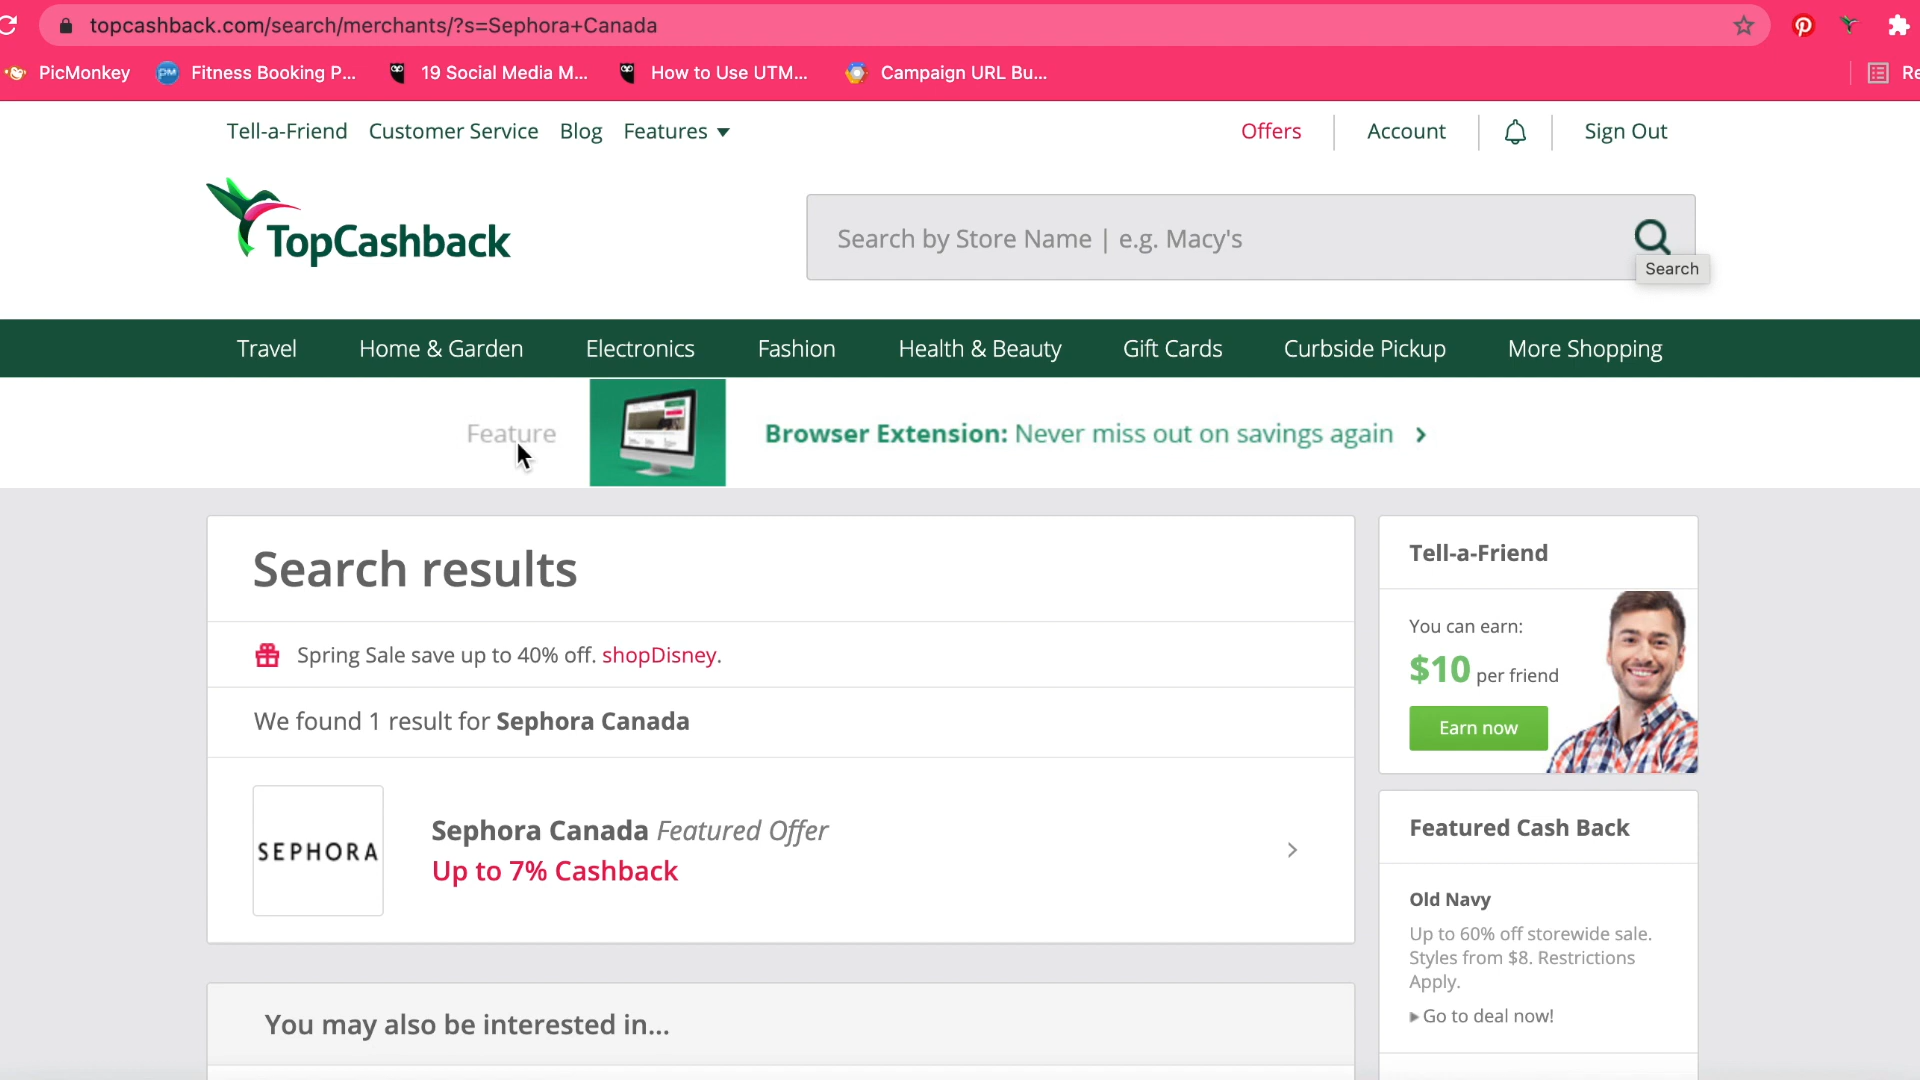 topcashback.com/search/merchants/?s=Sephora+Canada
PicMonkey
Fitness Booking P...
19 Social Media M...
How to Use UTM...
Campaign URL Bu...
Re
Tell-a-Friend Customer Service Blog Features
Offers Account Sign Out
TopCashback
Search by Store Name | e.g. Macy's
Search
Travel Home & Garden Electronics Fashion Health & Beauty Gift Cards Curbside Pickup More Shopping
Feature
Browser Extension: Never miss out on savings again
Search results
Spring Sale save up to 40% off. shopDisney.
We found 1 result for Sephora Canada
SEPHORA
Sephora Canada Featured Offer
Up to 7% Cashback
You may also be interested in...
Tell-a-Friend
You can earn:
$10 per friend
Earn now
Featured Cash Back
Old Navy
Up to 60% off storewide sale.
Styles from $8. Restrictions
Apply.
Go to deal now!